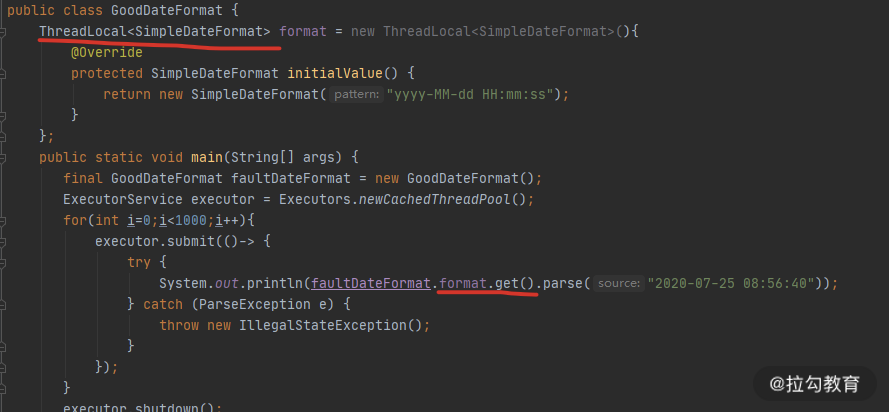 public class GoodDateFormat {
ThreadLocal<SimpleDateFormat> format = new ThreadLocal<SimpleDateFormat>(){
@Override
protected SimpleDateFormat initialValue() {
return new SimpleDateFormat( pattern: "yyyy-MM-dd HH:mm:ss");
}
};
public static void main(String[] args) {
final GoodDateFormat faultDateFormat = new GoodDateFormat();
ExecutorService executor = Executors.newCachedThreadPool();
for(int i=0;i<1000;i++){
executor.submit(()-> {
try {
System.out.println(faultDateFormat.format.get().parse( source: "2020-07-25 08:56:40"));
} catch (ParseException e) {
throw new IllegalStateException();
}
});
}
executor.shutdown();
@拉勾教育